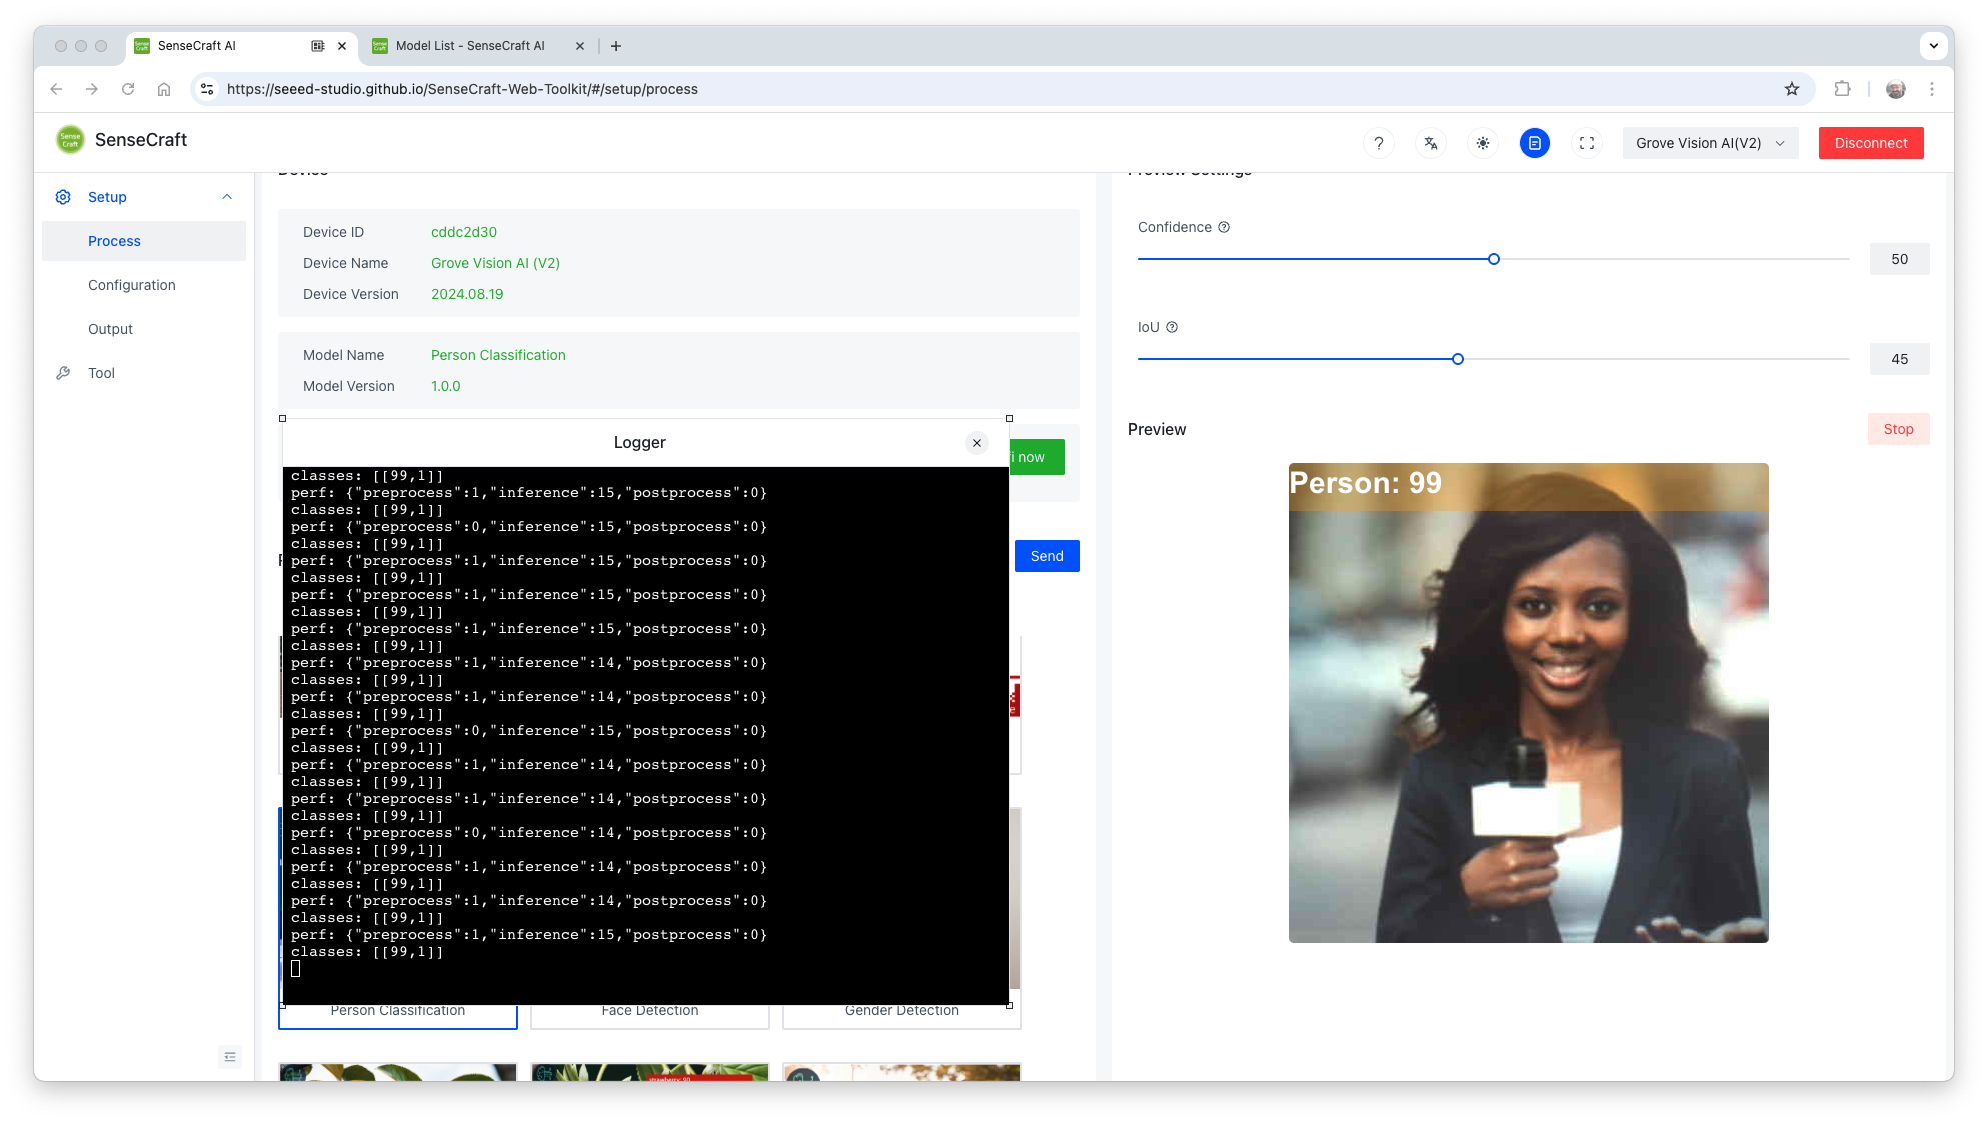 SenseCraft AI
Model List - SenseCraft AI
https://seeed-studio.github.io/SenseCraft-Web-Toolkit/#/setup/process
Sense Craft
SenseCraft
Grove Vision AI(V2)
Disconnect
Setup
Process
Configuration
Output
Tool
Device
Device ID cddc2d30
Device Name Grove Vision AI (V2)
Device Version 2024.08.19
Model Name Person Classification
Model Version 1.0.0
now
Send
Logger
classes: [[99,1]]
perf: {"preprocess":1,"inference":15,"postprocess":0}
classes: [[99,1]]
perf: {"preprocess":0,"inference":15,"postprocess":0}
classes: [[99,1]]
perf: {"preprocess":1,"inference":15,"postprocess":0}
classes: [[99,1]]
perf: {"preprocess":1,"inference":15,"postprocess":0}
classes: [[99,1]]
perf: {"preprocess":1,"inference":15,"postprocess":0}
classes: [[99,1]]
perf: {"preprocess":1,"inference":14,"postprocess":0}
classes: [[99,1]]
perf: {"preprocess":1,"inference":14,"postprocess":0}
classes: [[99,1]]
perf: {"preprocess":0,"inference":15,"postprocess":0}
classes: [[99,1]]
perf: {"preprocess":1,"inference":14,"postprocess":0}
classes: [[99,1]]
perf: {"preprocess":1,"inference":14,"postprocess":0}
classes: [[99,1]]
perf: {"preprocess":0,"inference":14,"postprocess":0}
classes: [[99,1]]
perf: {"preprocess":1,"inference":14,"postprocess":0}
classes: [[99,1]]
perf: {"preprocess":1,"inference":14,"postprocess":0}
classes: [[99,1]]
perf: {"preprocess":1,"inference":15,"postprocess":0}
classes: [[99,1]]
Person Classification
Face Detection
Gender Detection
Preview Settings
Confidence
50
IoU
45
Preview
Stop
Person: 99